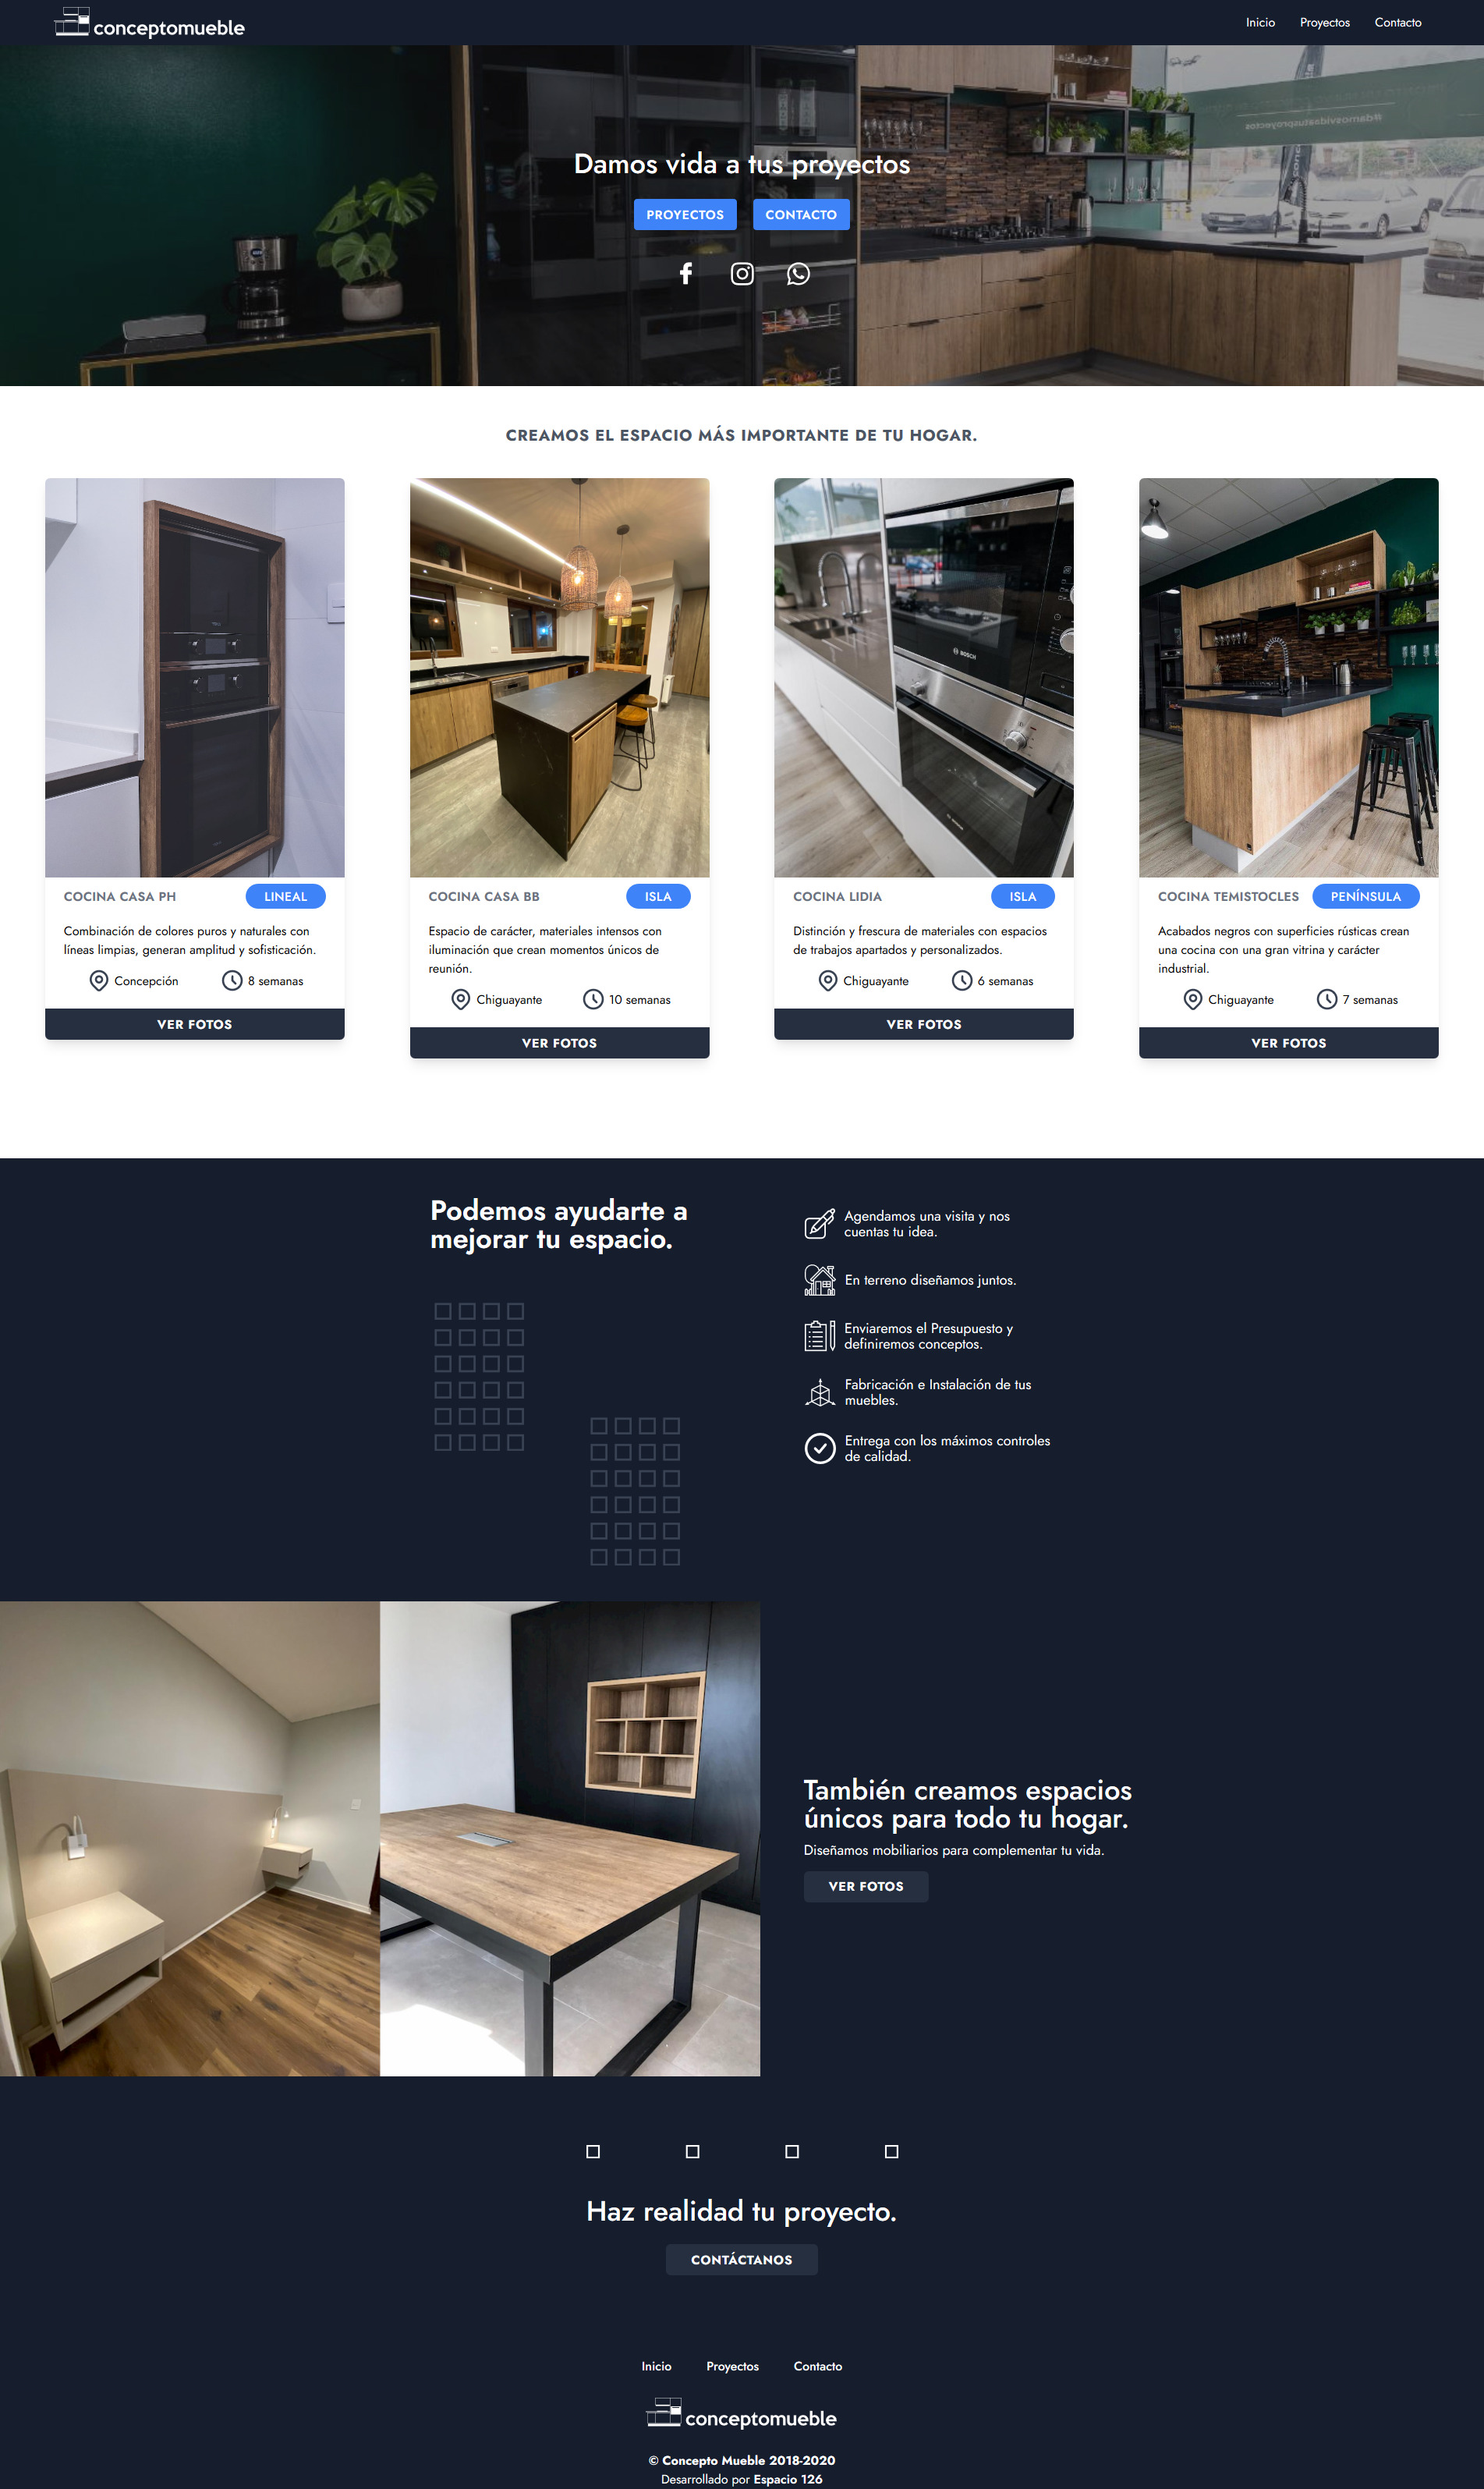 conceptomueble
Inicio Proyectos Contacto
#damosvidaatusproyectos
Damos vida a tus proyectos
PROYECTOS CONTACTO
CREAMOS EL ESPACIO MÁS IMPORTANTE DE TU HOGAR.
BOSCH
COCINA CASA PH LINEAL
Combinación de colores puros y naturales con
líneas limpias, generan amplitud y sofisticación.
Concepción 8 semanas
VER FOTOS
COCINA CASA BB ISLA
Espacio de carácter, materiales intensos con
iluminación que crean momentos únicos de
reunión.
Chiguayante 10 semanas
VER FOTOS
COCINA LIDIA ISLA
Distinción y frescura de materiales con espacios
de trabajos apartados y personalizados.
Chiguayante 6 semanas
VER FOTOS
COCINA TEMISTOCLES PENÍNSULA
Acabados negros con superficies rústicas crean
una cocina con una gran vitrina y carácter
industrial.
Chiguayante 7 semanas
VER FOTOS
Podemos ayudarte a
mejorar tu espacio.
Agendamos una visita y nos
cuentas tu idea.
En terreno diseñamos juntos.
Enviaremos el Presupuesto y
definiremos conceptos.
Fabricación e Instalación de tus
muebles.
Entrega con los máximos controles
de calidad.
También creamos espacios
únicos para todo tu hogar.
Diseñamos mobiliarios para complementar tu vida.
VER FOTOS
Haz realidad tu proyecto.
CONTÁCTANOS
Inicio Proyectos Contacto
conceptomueble
© Concepto Mueble 2018-2020
Desarrollado por Espacio 126